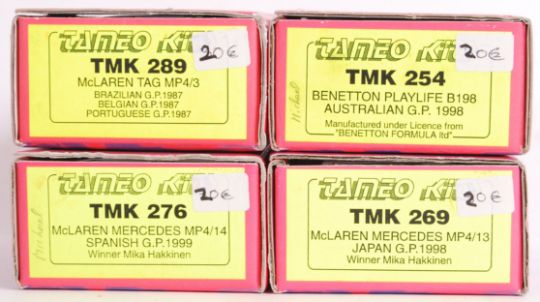 TAMEO KIT
20€
TMK 289
McLAREN TAG MP4/3
BRAZILIAN G.P.1987
BELGIAN G.P.1987
PORTUGUESE G.P.1987
TAMEO KIT
20€
TMK 254
BENETTON PLAYLIFE B198
AUSTRALIAN G.P. 1998
Manufactured under Licence from
"BENETTON FORMULA ltd"
Michael
TAMEO KIT
20€
TMK 276
McLAREN MERCEDES MP4/14
SPANISH G.P.1999
Winner Mika Hakkinen
Michael
TAMEO KIT
20€
TMK 269
McLAREN MERCEDES MP4/13
JAPAN G.P.1998
Winner Mika Hakkinen